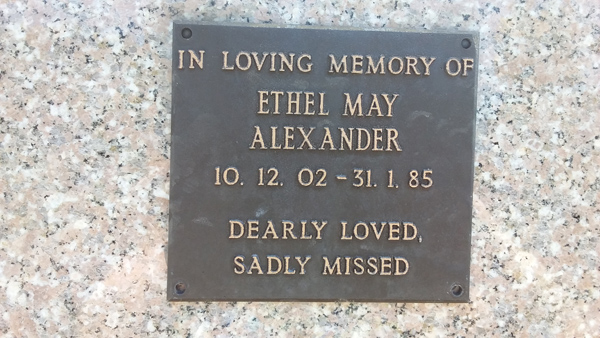 IN LOVING MEMORY OF
ETHEL MAY
ALEXANDER
10. 12. 02 - 31. 1. 85
DEARLY LOVED,
SADLY MISSED